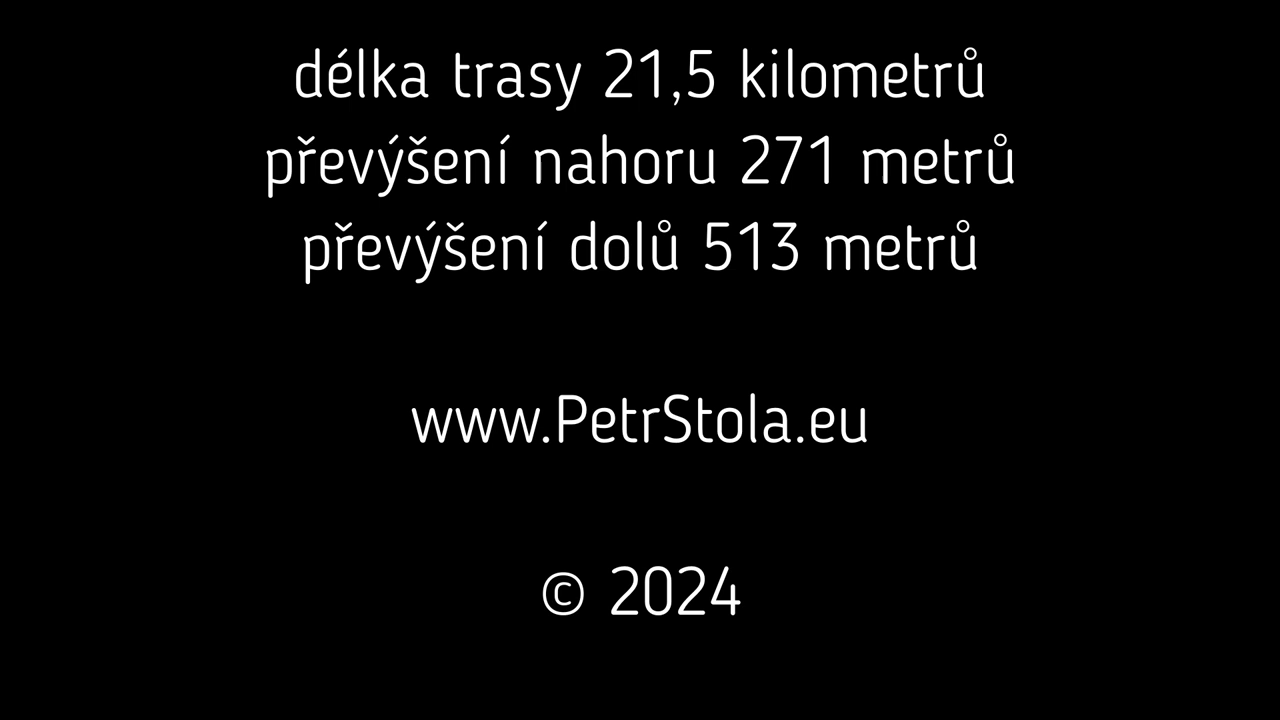 délka trasy 21,5 kilometrů
převýšení nahoru 271 metrů
převýšení dolů 513 metrů
www.PetrStola.eu
© 2024